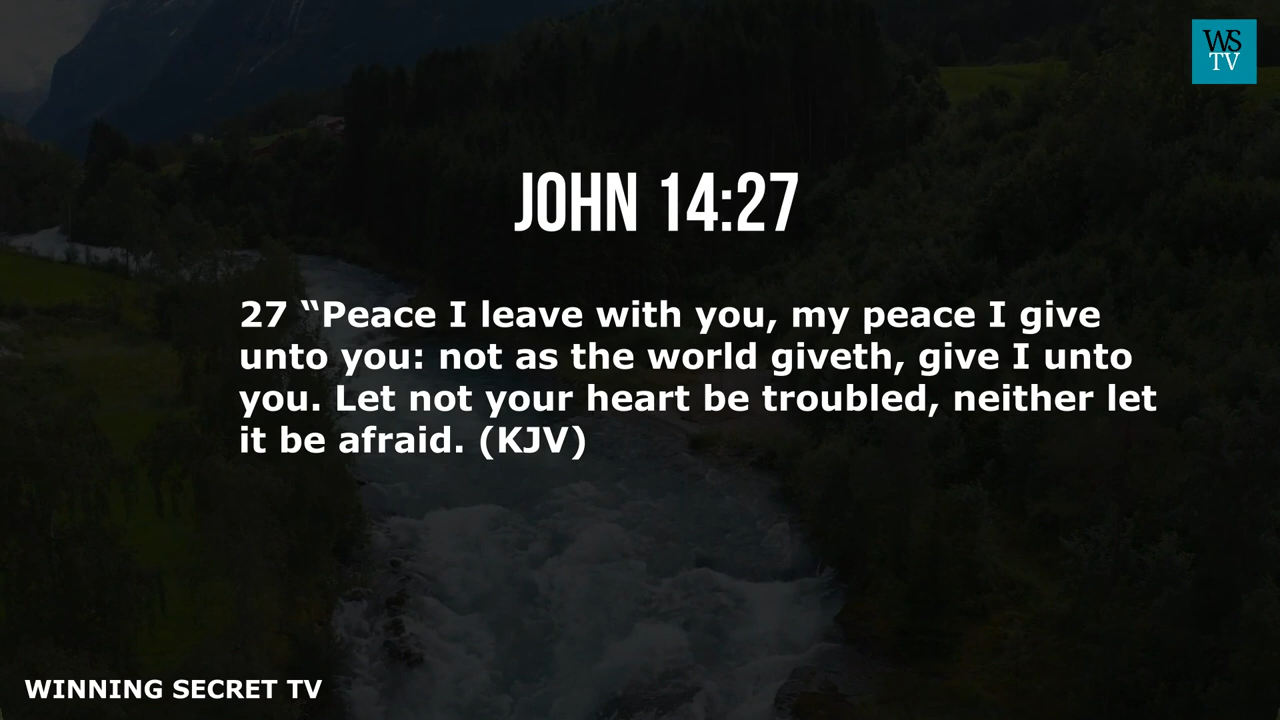 WS
TV
JOHN 14:27
27 “Peace I leave with you, my peace I give
unto you: not as the world giveth, give I unto
you. Let not your heart be troubled, neither let
it be afraid. (KJV)
WINNING SECRET TV